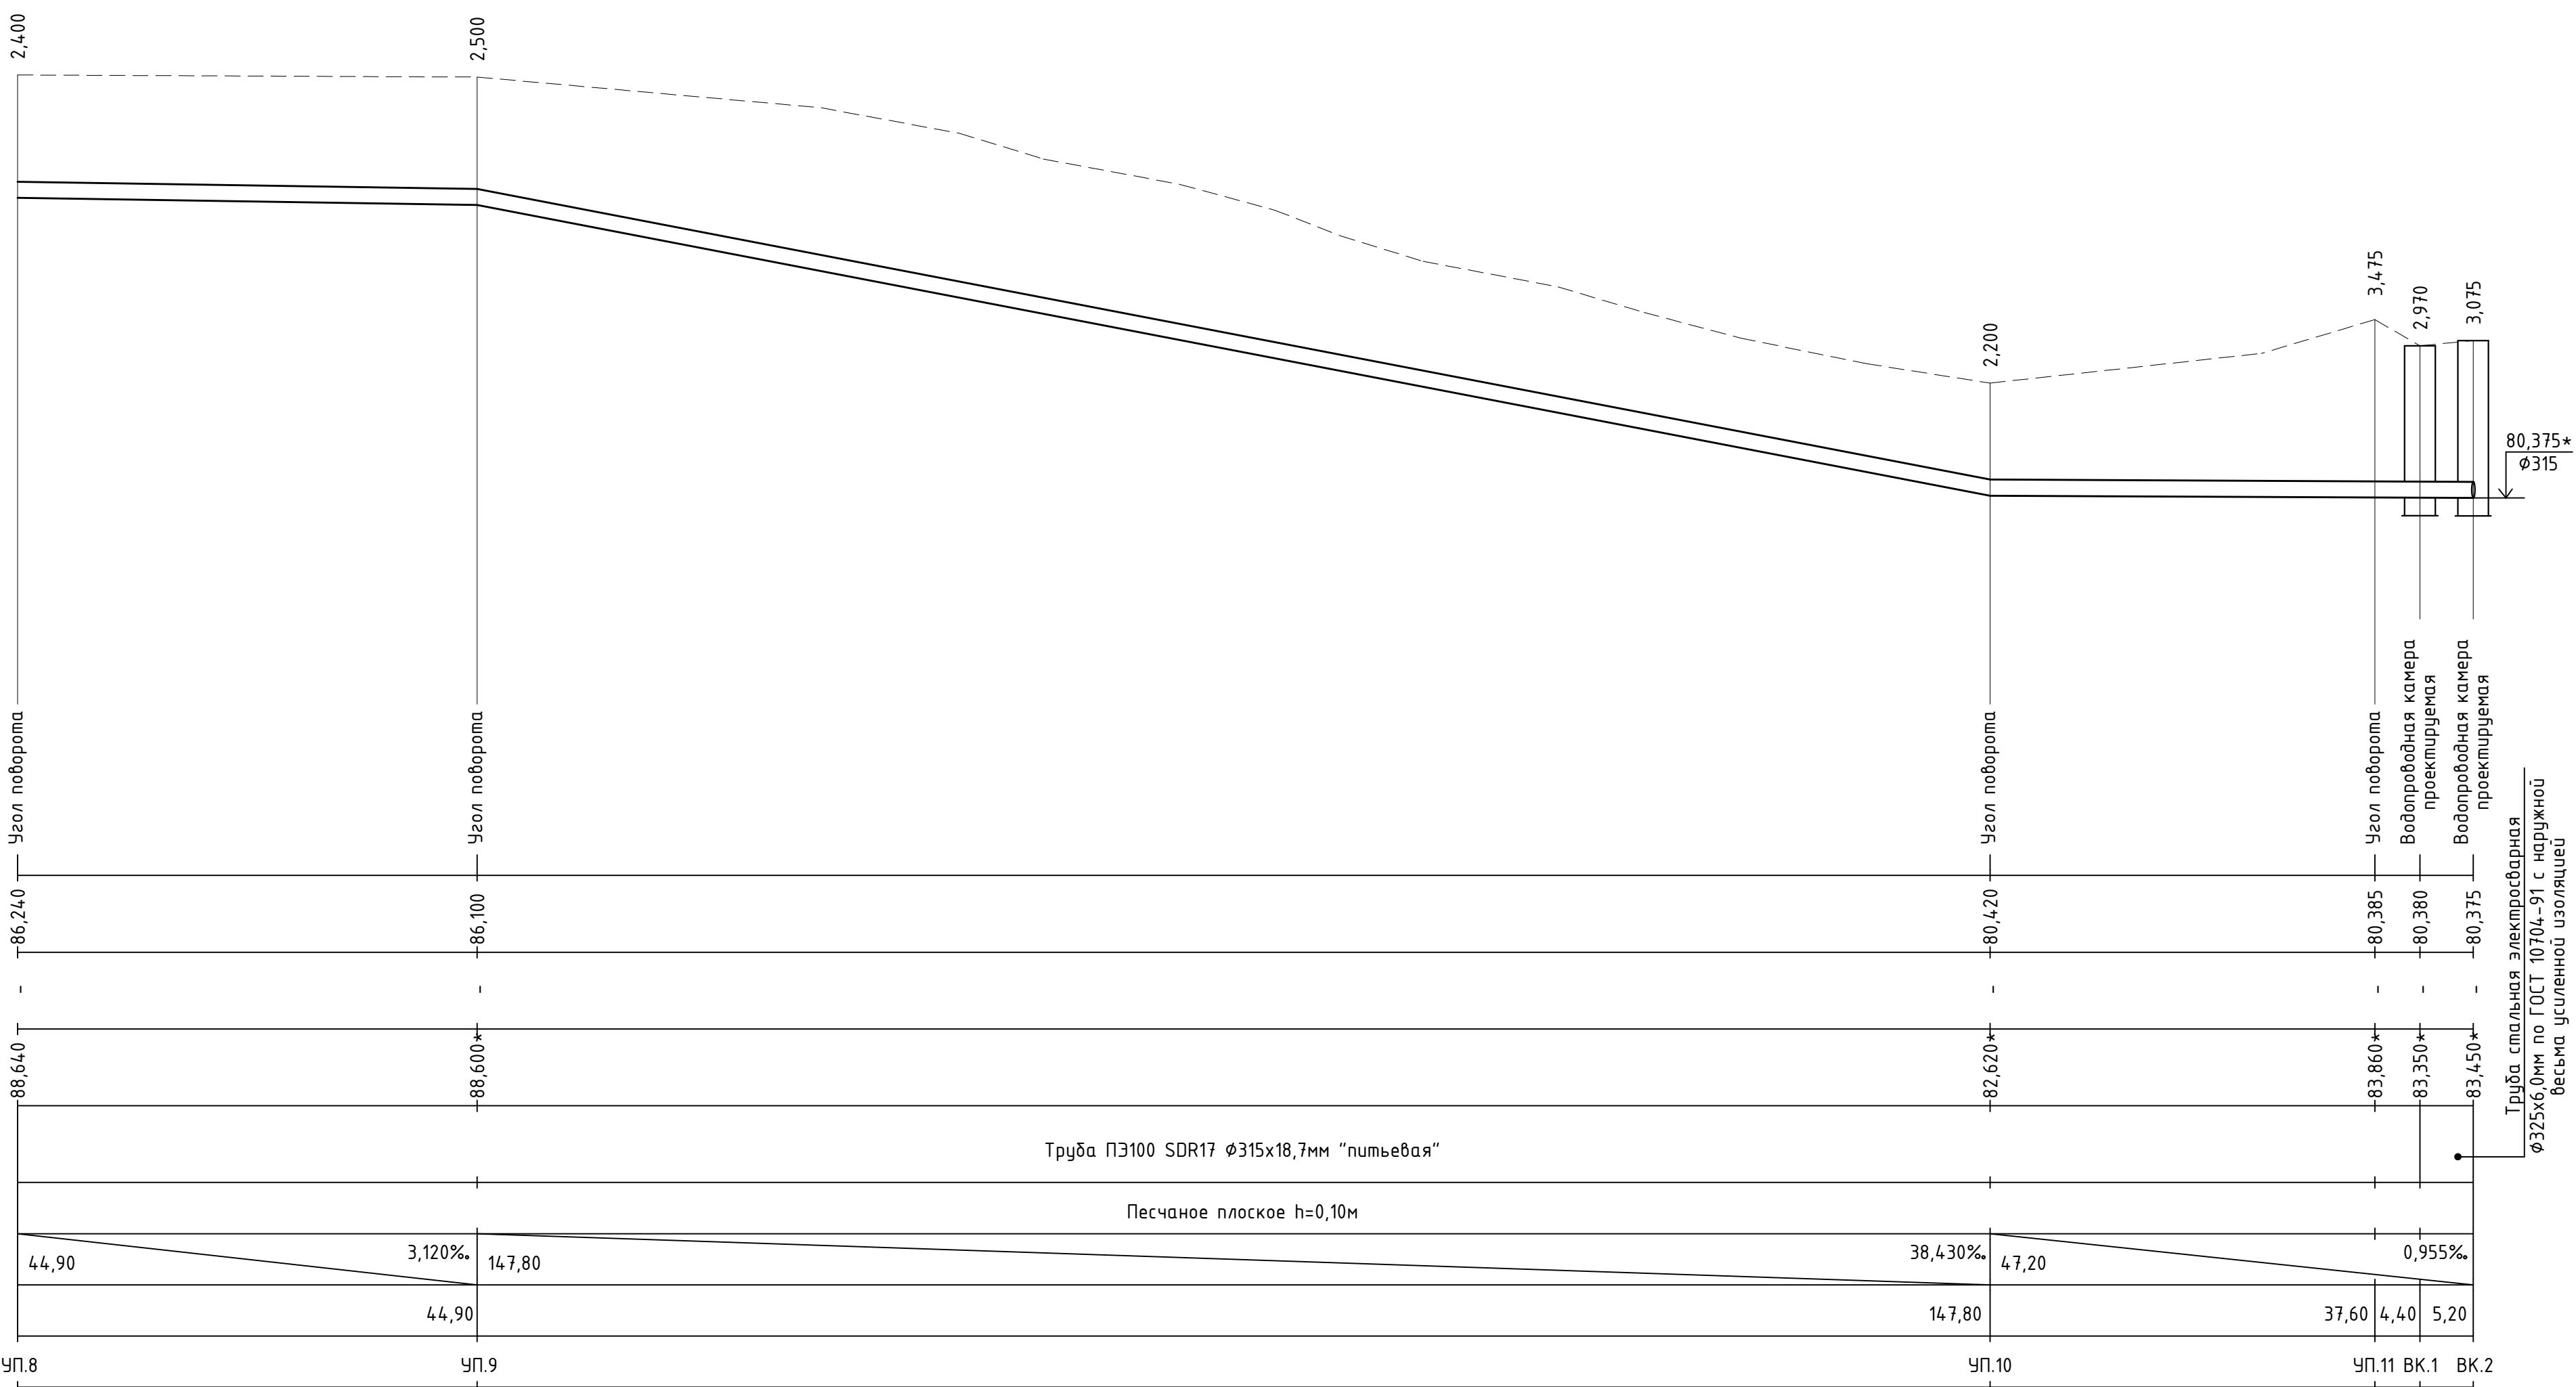 2,400
2,500
2,200
3,475
2,970
3,075
80,375*
Ф315
Угол поворота
Угол поворота
Угол поворота
Угол поворота
Водопроводная камера
проектируемая
Водопроводная камера
проектируемая
Труба стальная электросварная
Ф325х6,0мм по ГОСТ 10704-91 с наружной
весьма усиленной изоляцией
86,240
86,100
80,420
80,385
80,380
80,375
-
-
-
-
-
-
88,640
88,600*
82,620*
83,860*
83,350*
83,450*
Труба ПЭ100 SDR17 Ф315х18,7мм "питьевая"
Песчаное плоское h=0,10м
44,90
3,120‰
147,80
38,430‰
47,20
0,955‰
44,90
147,80
37,60
4,40
5,20
УП.8
УП.9
УП.10
УП.11
ВК.1
ВК.2